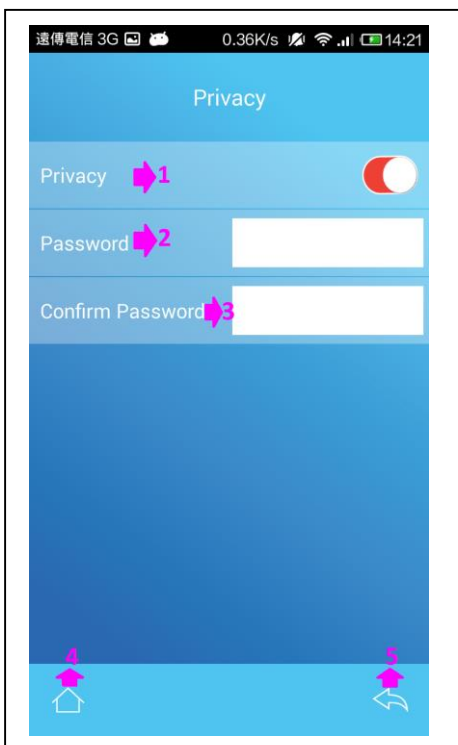 遠傳電信 3G 0.36K/s 14:21
Privacy
Privacy 1
Password 2
Confirm Password 3
4 5